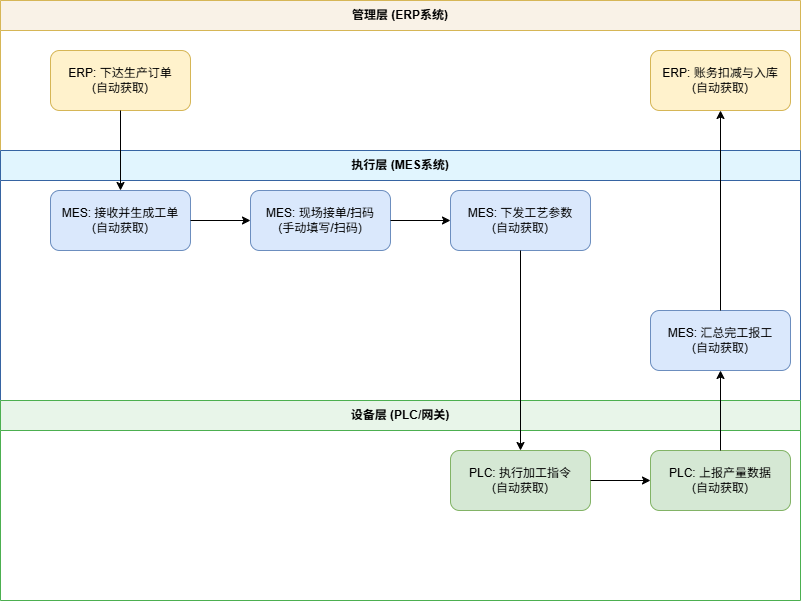 管理层 (ERP系统)
ERP: 下达生产订单
(自动获取)
ERP: 账务扣减与入库
(自动获取)
执行层 (MES系统)
MES: 接收并生成工单
(自动获取)
MES: 现场接单/扫码
(手动填写/扫码)
MES: 下发工艺参数
(自动获取)
MES: 汇总完工报工
(自动获取)
设备层 (PLC/网关)
PLC: 执行加工指令
(自动获取)
PLC: 上报产量数据
(自动获取)